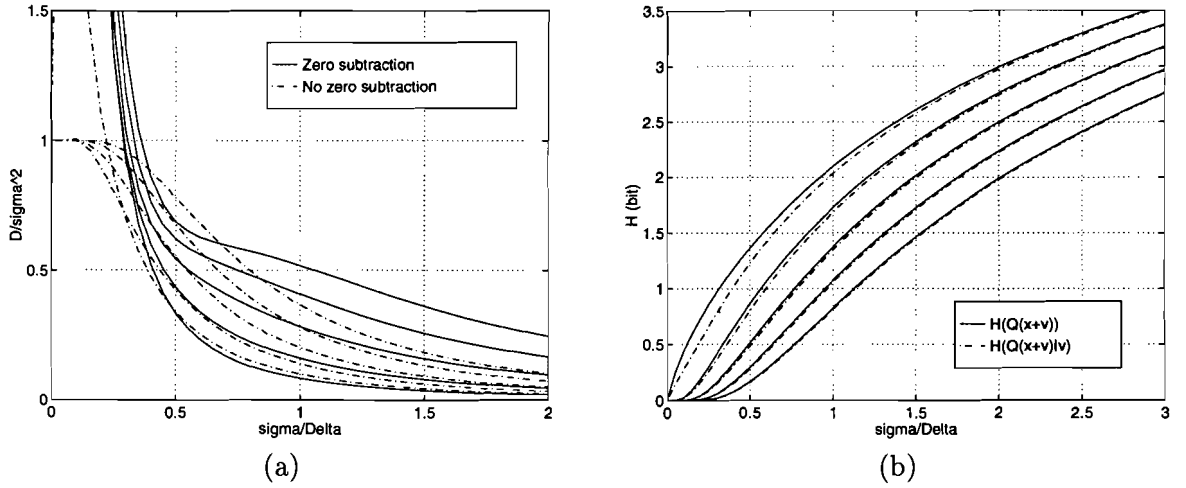 1.5
1
0.5
0
D/sigma^2
Zero subtraction
No zero subtraction
0
0.5
1
1.5
2
sigma/Delta
(a)
3.5
3
2.5
2
1.5
1
0.5
0
H (bit)
H(Q(x+v))
H(Q(x+v)|v)
0
0.5
1
1.5
2
2.5
3
sigma/Delta
(b)